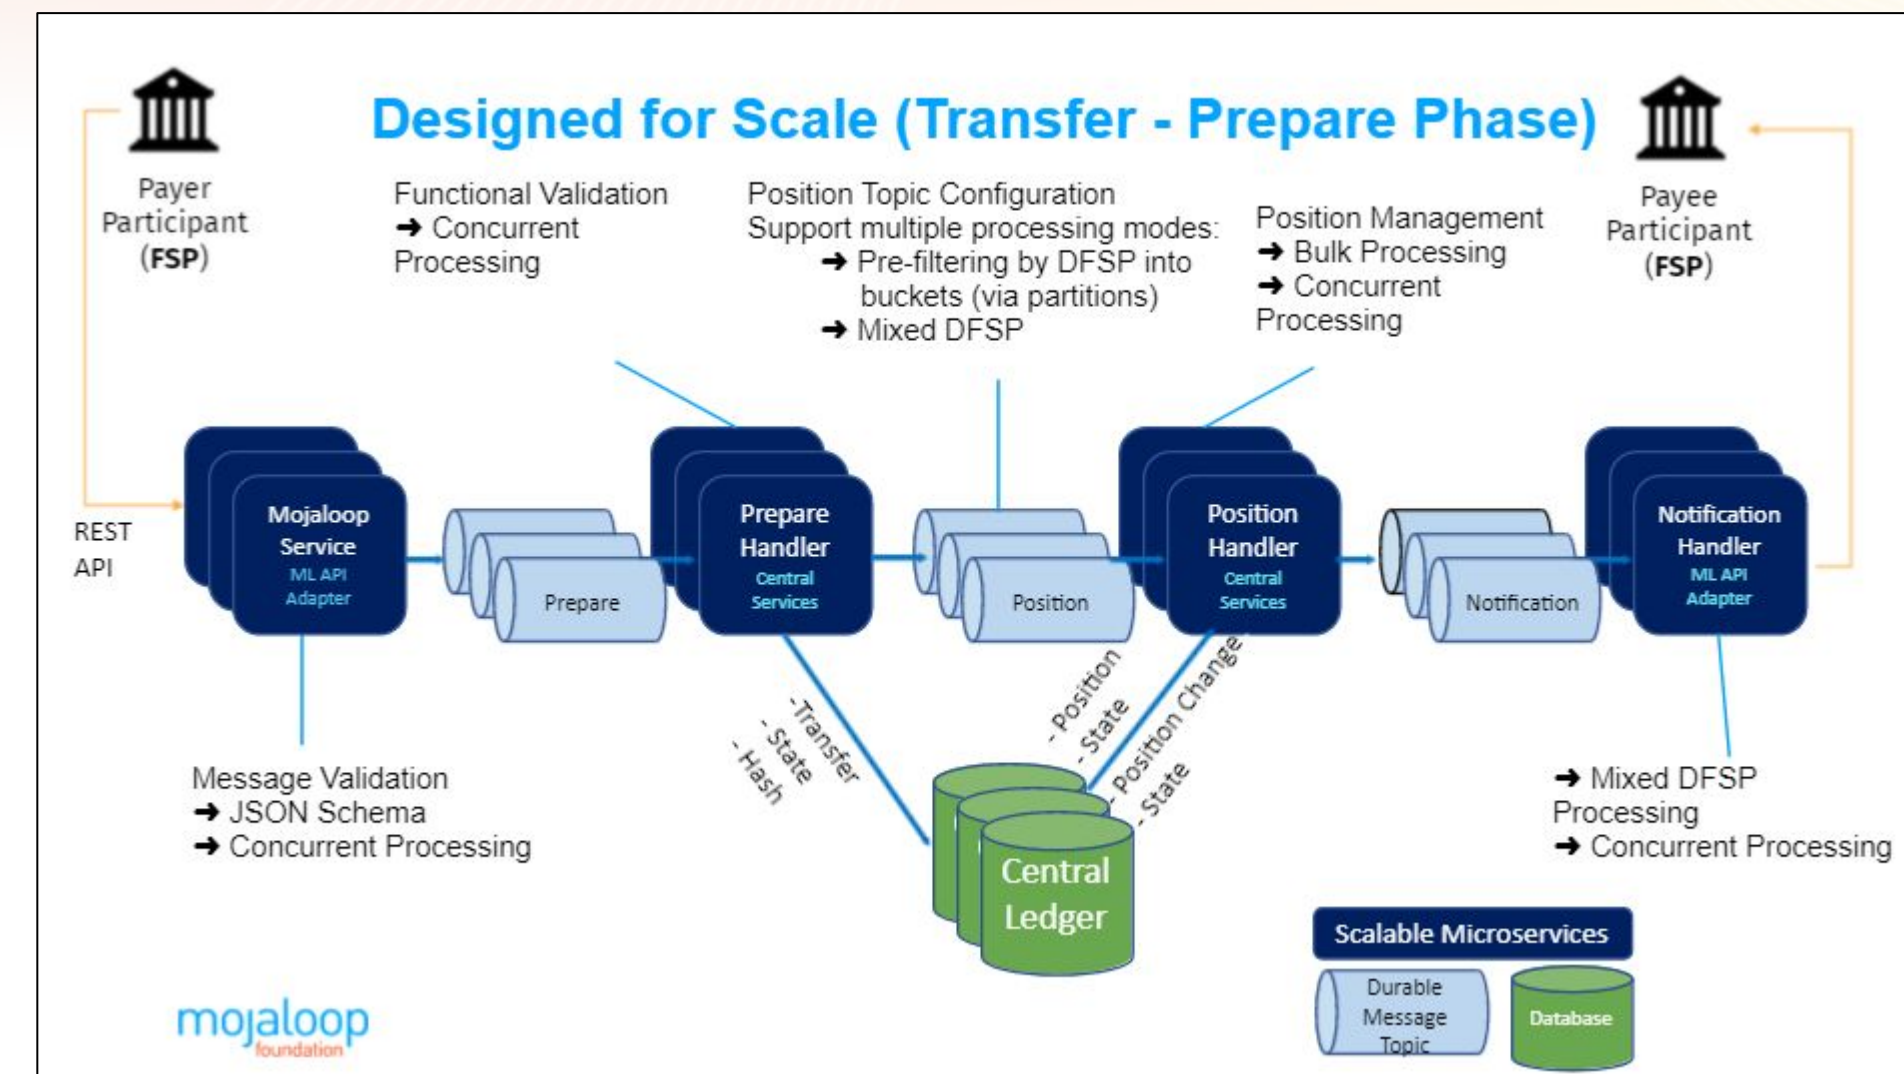 Designed for Scale (Transfer - Prepare Phase)
Payer
Participant
(FSP)
Functional Validation
➜ Concurrent
Processing
Position Topic Configuration
Support multiple processing modes:
➜ Pre-filtering by DFSP into
buckets (via partitions)
➜ Mixed DFSP
Position Management
➜ Bulk Processing
➜ Concurrent
Processing
Payee
Participant
(FSP)
REST
API
Mojaloop
Service
ML API
Adapter
Prepare
Prepare
Handler
Central
Services
Position
Position
Handler
Central
Services
Notification
Notification
Handler
ML API
Adapter
-Transfer
- State
- Hash
- Position
- State
- Position Change
- State
Message Validation
➜ JSON Schema
➜ Concurrent Processing
➜ Mixed DFSP
Processing
➜ Concurrent Processing
Central
Ledger
Scalable Microservices
Durable
Message
Topic
Database
mojaloop
foundation